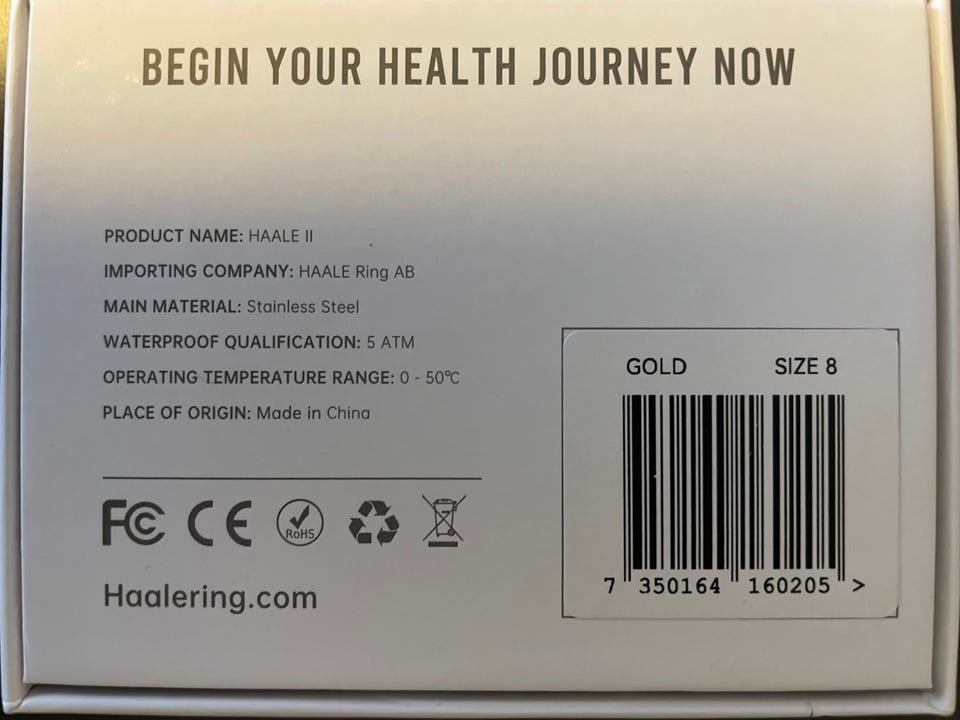 BEGIN YOUR HEALTH JOURNEY NOW
PRODUCT NAME: HAALE II
IMPORTING COMPANY: HAALE Ring AB
MAIN MATERIAL: Stainless Steel
WATERPROOF QUALIFICATION: 5 ATM
OPERATING TEMPERATURE RANGE: 0 - 50℃
PLACE OF ORIGIN: Made in China
FC CE RoHS
Haalering.com
GOLD SIZE 8
7 350164 160205 >